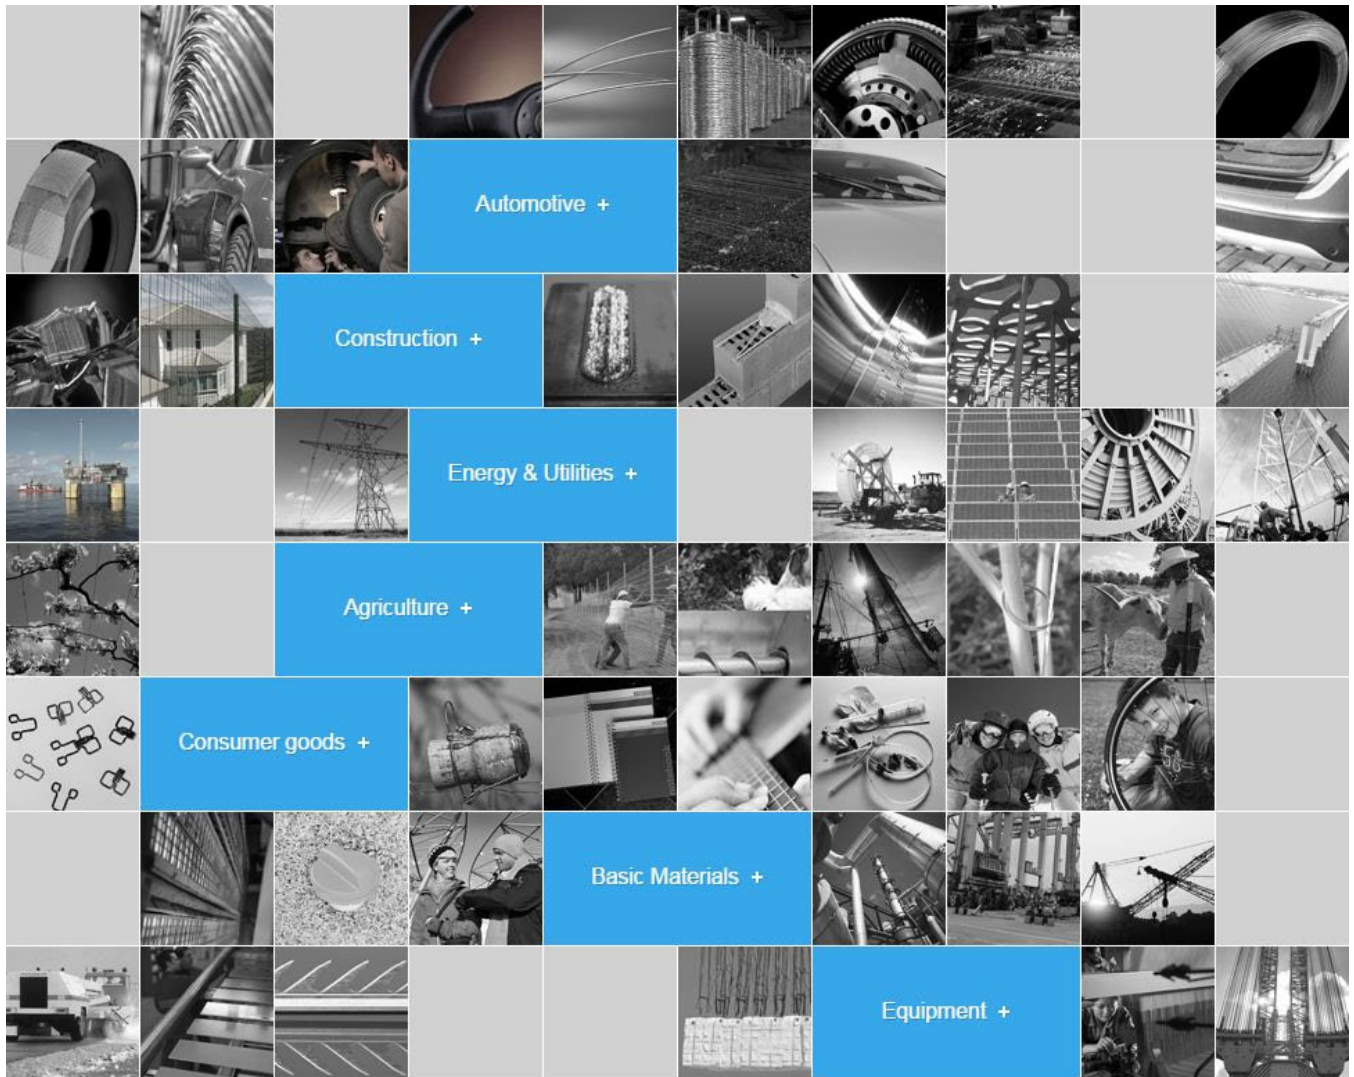 Automotive +
Construction +
Energy & Utilities +
Agriculture +
Consumer goods +
Basic Materials +
Equipment +